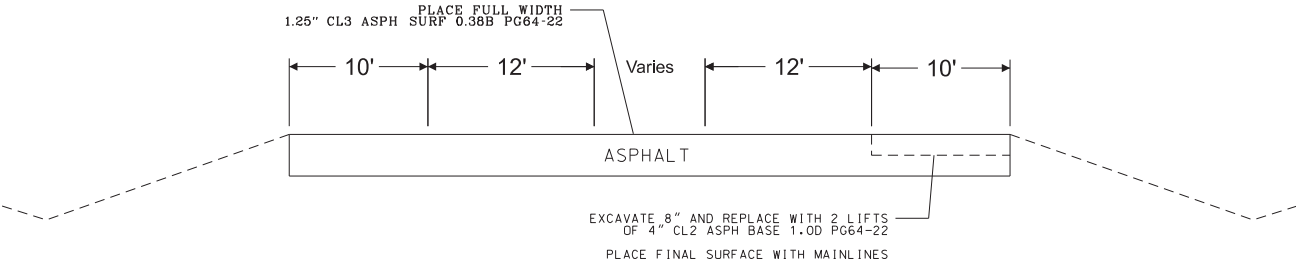 PLACE FULL WIDTH
1.25" CL3 ASPH SURF 0.38B PG64-22
10' 12' Varies 12' 10'
ASPHALT
EXCAVATE 8" AND REPLACE WITH 2 LIFTS
OF 4" CL2 ASPH BASE 1.0D PG64-22
PLACE FINAL SURFACE WITH MAINLINES